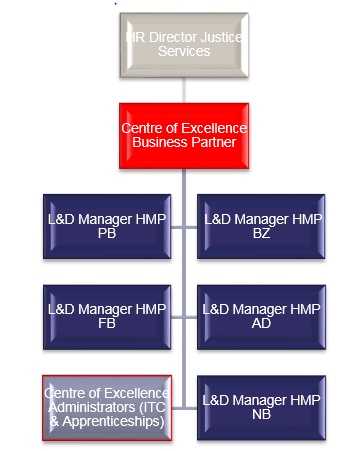 HR Director Justice
Services
Centre of Excellence
Business Partner
L&D Manager HMP
PB
L&D Manager HMP
BZ
L&D Manager HMP
FB
L&D Manager HMP
AD
Centre of Excellence
Administrators (ITC
& Apprenticeships)
L&D Manager HMP
NB